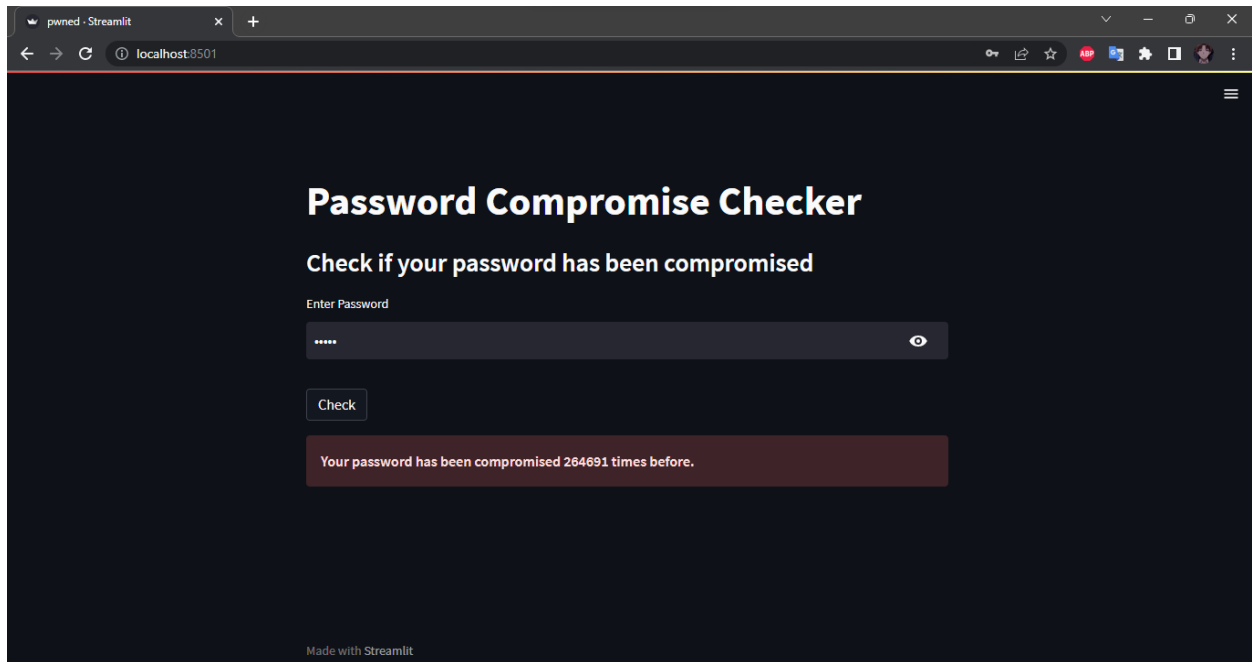 pwned · Streamlit
localhost:8501
ABP
Password Compromise Checker
Check if your password has been compromised
Enter Password
•••••
Check
Your password has been compromised 264691 times before.
Made with Streamlit